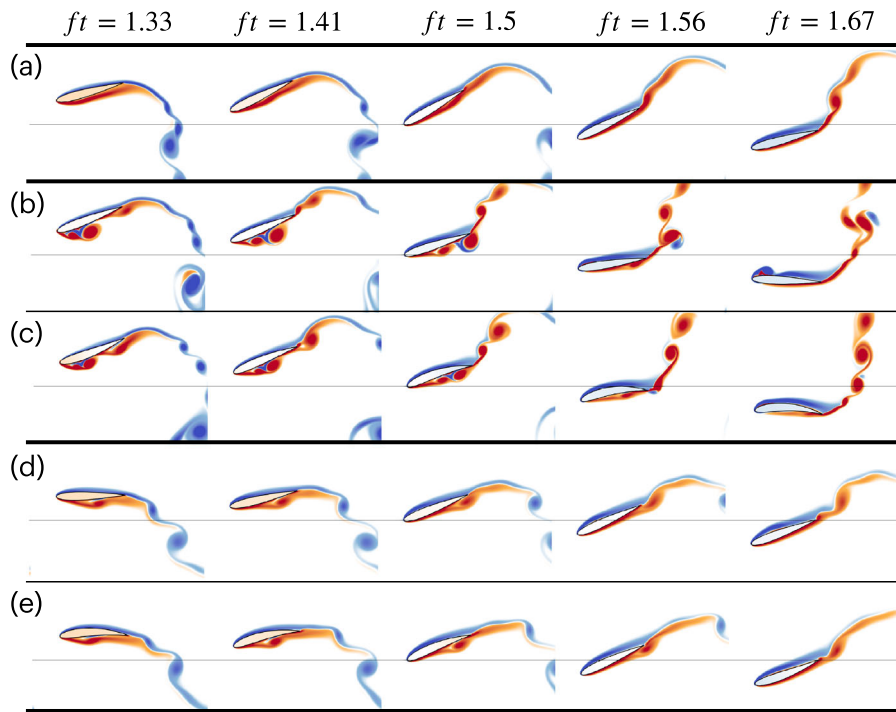 ft = 1.33 ft = 1.41 ft = 1.5 ft = 1.56 ft = 1.67
(a)
(b)
(c)
(d)
(e)